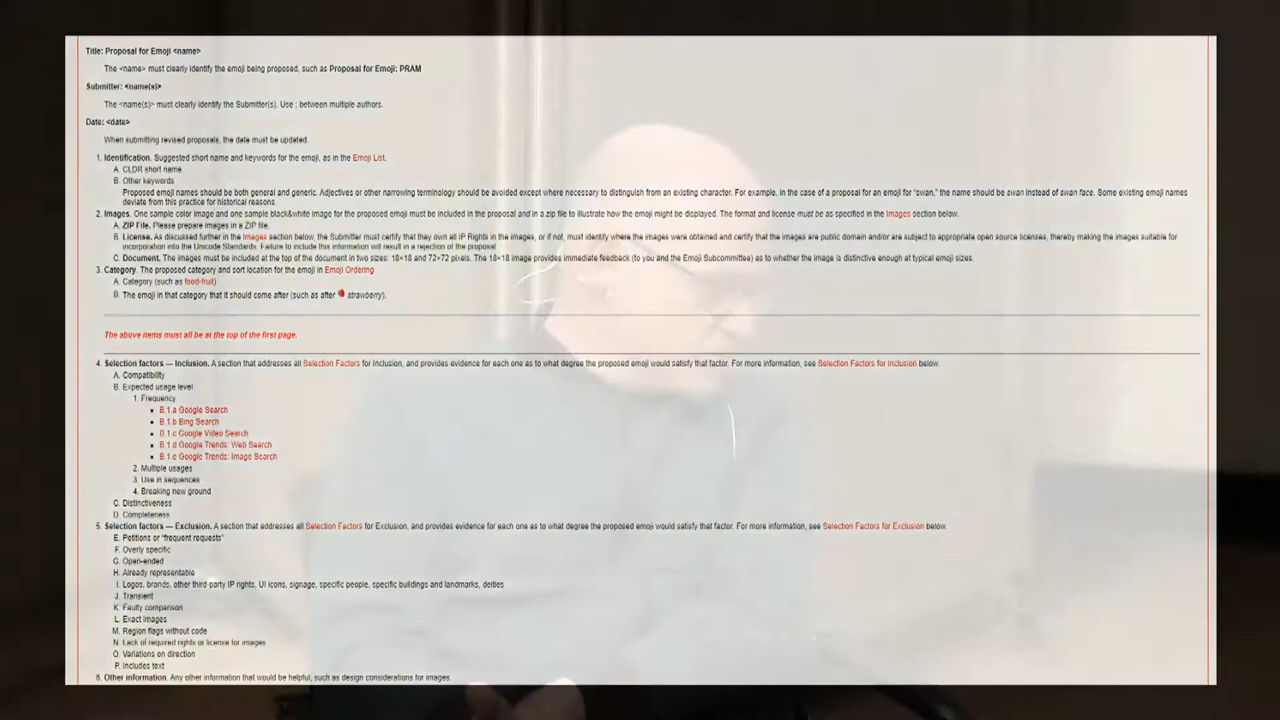 Title: Proposal for Emoji <name>
The <name> must clearly identify the emoji being proposed, such as Proposal for Emoji: PRAM
Submitter: <name(s)>
The <name(s)> must clearly identify the Submitter(s). Use ; between multiple authors.
Date: <date>
When submitting revised proposals, the date must be updated.
1. Identification. Suggested short name and keywords for the emoji, as in the Emoji List.
A. CLDR short name
B. Other keywords
Proposed emoji names should be both general and generic. Adjectives or other narrowing terminology should be avoided except where necessary to distinguish from an existing character. For example, in the case of a proposal for an emoji for "swan," the name should be swan instead of swan face. Some existing emoji names
deviate from this practice for historical reasons.
2. Images. One sample color image and one sample black&white image for the proposed emoji must be included in the proposal and in a zip file to illustrate how the emoji might be displayed. The format and license must be as specified in the Images section below.
A. ZIP File. Please prepare images in a ZIP file.
B. License. As discussed further in the Images section below, the Submitter must certify that they own all IP Rights in the images, or if not, must identify where the images were obtained and certify that the images are public domain and/or are subject to appropriate open source licenses, thereby making the images suitable for
incorporation into the Unicode Standards. Failure to include this information will result in a rejection of the proposal
C. Document. The images must be included at the top of the document in two sizes: 18×18 and 72×72 pixels. The 18×18 image provides immediate feedback (to you and the Emoji Subcommittee) as to whether the image is distinctive enough at typical emoji sizes.
3. Category. The proposed category and sort location for the emoji in Emoji Ordering
A. Category (such as food-fruit)
B. The emoji in that category that it should come after (such as after 🍓 strawberry).
The above items must all be at the top of the first page.
4. Selection factors — Inclusion. A section that addresses all Selection Factors for Inclusion, and provides evidence for each one as to what degree the proposed emoji would satisfy that factor. For more information, see Selection Factors for Inclusion below.
A. Compatibility
B. Expected usage level
1. Frequency
• B.1.a Google Search
• B.1.b Bing Search
• B.1.c Google Video Search
• B.1.d Google Trends: Web Search
• B.1.e Google Trends: Image Search
2. Multiple usages
3. Use in sequences
4. Breaking new ground
C. Distinctiveness
D. Completeness
5. Selection factors — Exclusion. A section that addresses all Selection Factors for Exclusion, and provides evidence for each one as to what degree the proposed emoji would satisfy that factor. For more information, see Selection Factors for Exclusion below.
E. Petitions or "frequent requests"
F. Overly specific
G. Open-ended
H. Already representable
I. Logos, brands, other third-party IP rights, UI icons, signage, specific people, specific buildings and landmarks, deities
J. Transient
K. Faulty comparison
L. Exact Images
M. Region flags without code
N. Lack of required rights or license for images
O. Variations on direction
P. Includes text
6. Other information. Any other information that would be helpful, such as design considerations for images.